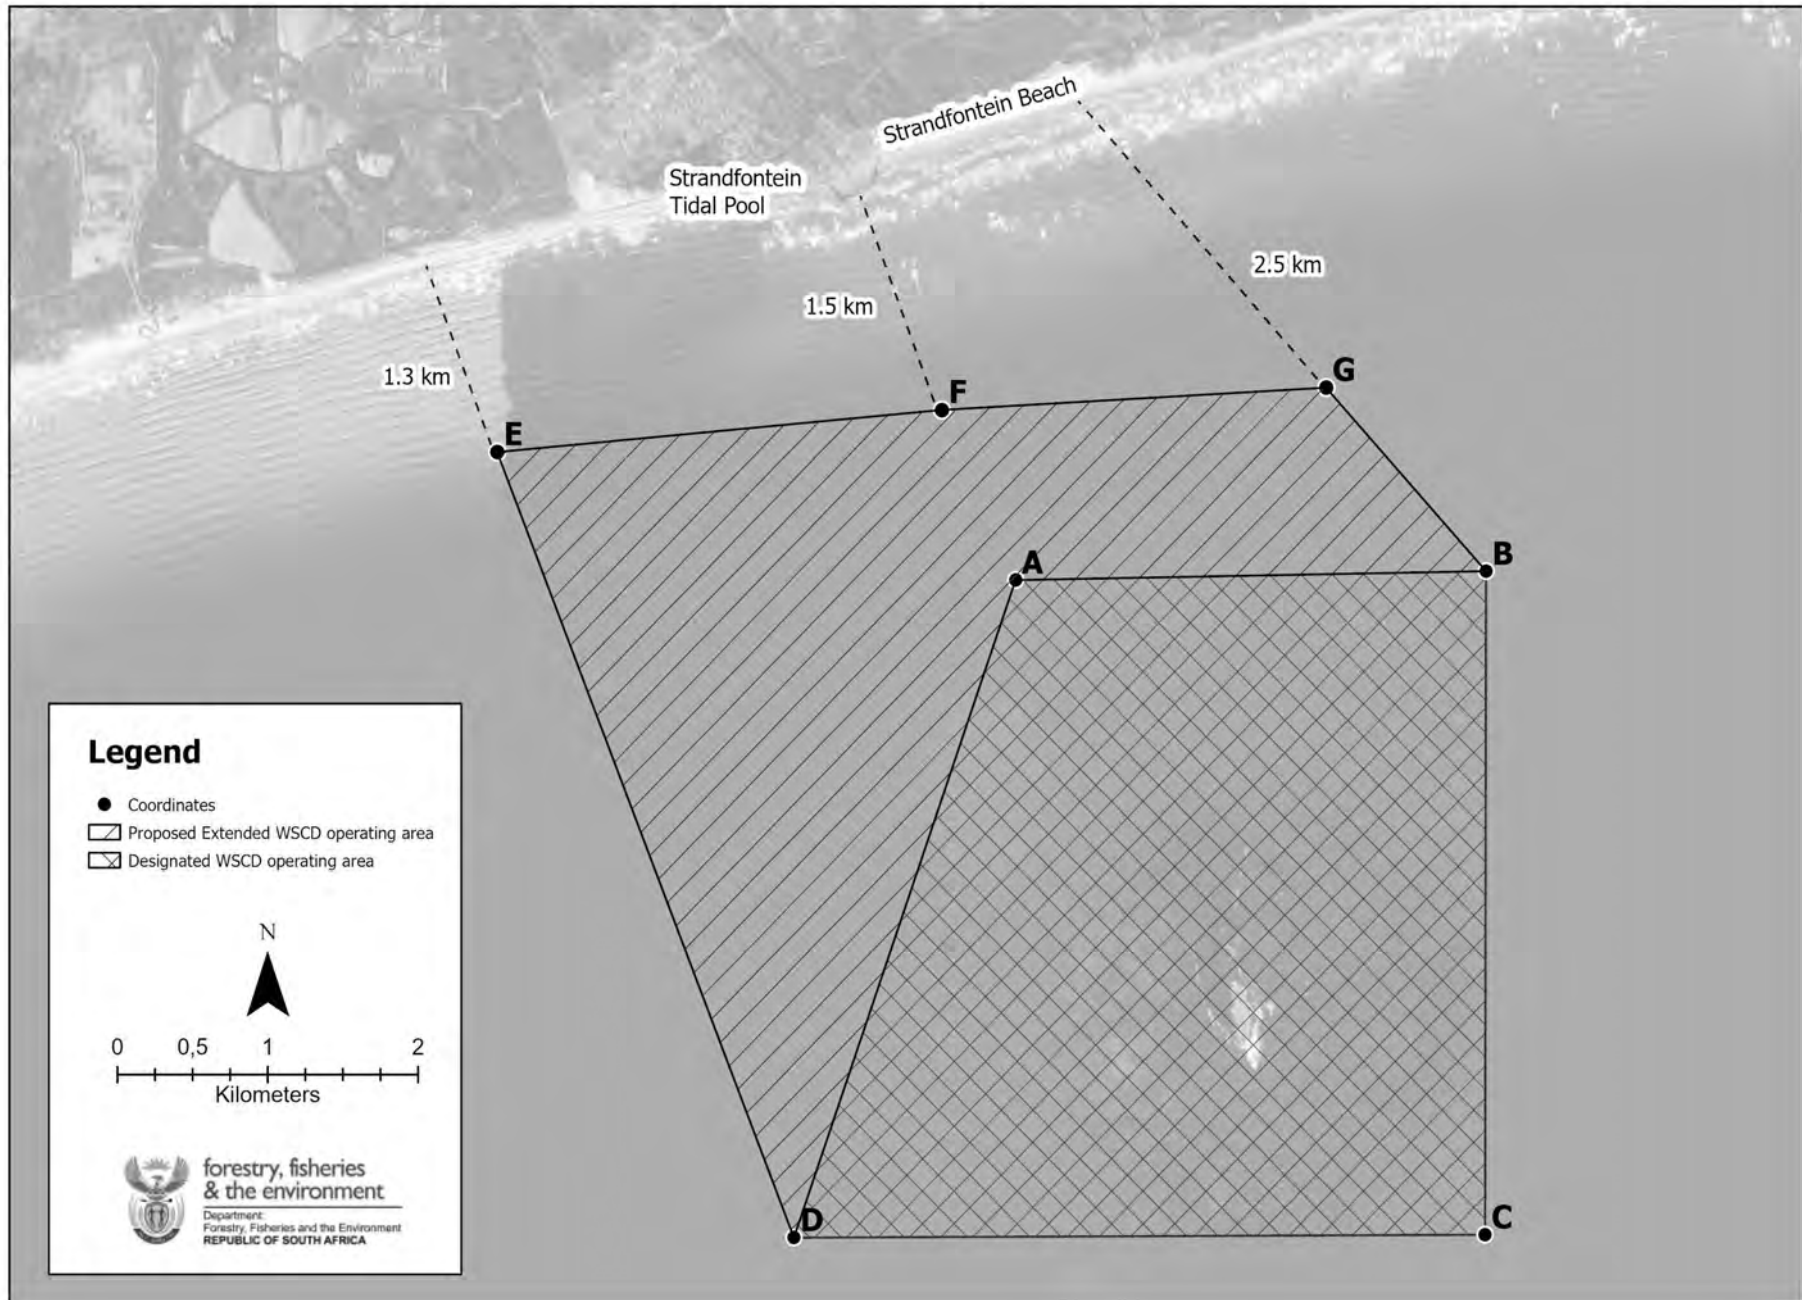 Strandfontein Beach
Strandfontein
Tidal Pool
2.5 km
1.5 km
1.3 km
G
F
E
A
B
Legend
Coordinates
Proposed Extended WSCD operating area
Designated WSCD operating area
N
0 0,5 1 2
Kilometers
forestry, fisheries
& the environment
Department:
Forestry, Fisheries and the Environment
REPUBLIC OF SOUTH AFRICA
D
C